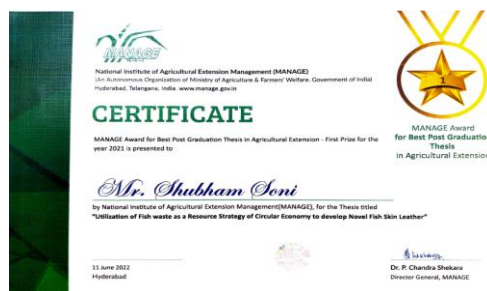 MANAGE
National Institute of Agricultural Extension Management (MANAGE)
(An Autonomous Organization of Ministry of Agriculture & Farmers' Welfare, Government of India)
Hyderabad, Telangana, India. www.manage.gov.in
CERTIFICATE
MANAGE Award for Best Post Graduation Thesis in Agricultural Extension - First Prize for the
year 2021 is presented to
Mr. Shubham Soni
by National Institute of Agricultural Extension Management(MANAGE), for the Thesis titled
"Utilization of Fish waste as a Resource Strategy of Circular Economy to develop Novel Fish Skin Leather"
11 June 2022
Hyderabad
Dr. P. Chandra Shekara
Director General, MANAGE
1
MANAGE Award
for Best Post Graduatio
Thesis
in Agricultural Extension